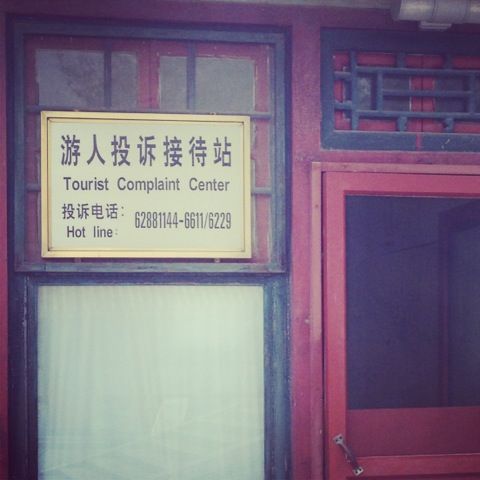 游人投诉接待站
Tourist Complaint Center
投诉电话: 62881144-6611/6229
Hot line: